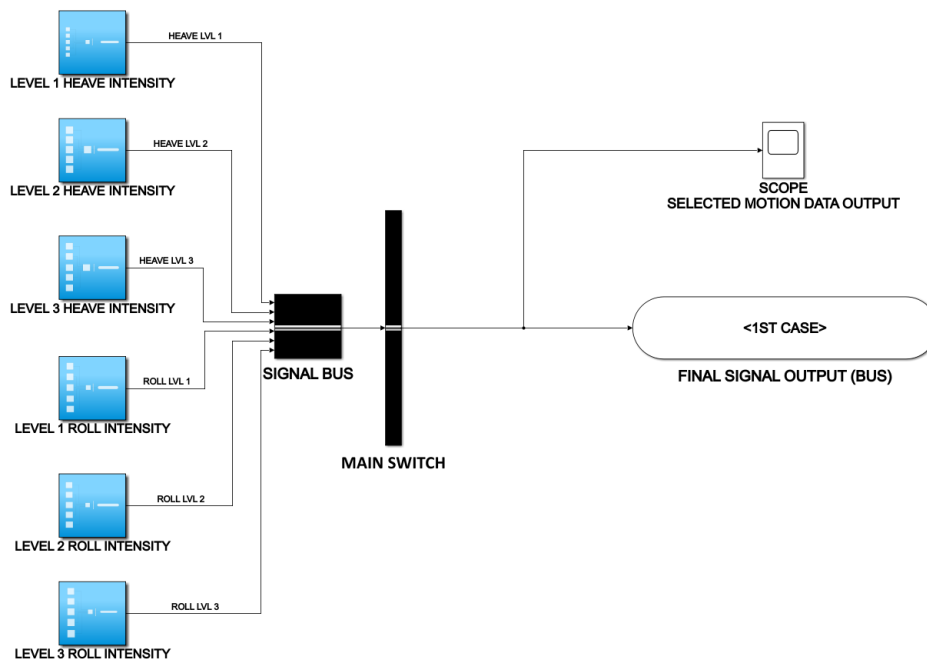 HEAVE LVL 1
LEVEL 1 HEAVE INTENSITY
HEAVE LVL 2
LEVEL 2 HEAVE INTENSITY
SCOPE
SELECTED MOTION DATA OUTPUT
HEAVE LVL 3
LEVEL 3 HEAVE INTENSITY
<1ST CASE>
SIGNAL BUS
FINAL SIGNAL OUTPUT (BUS)
ROLL LVL 1
LEVEL 1 ROLL INTENSITY
MAIN SWITCH
ROLL LVL 2
LEVEL 2 ROLL INTENSITY
ROLL LVL 3
LEVEL 3 ROLL INTENSITY